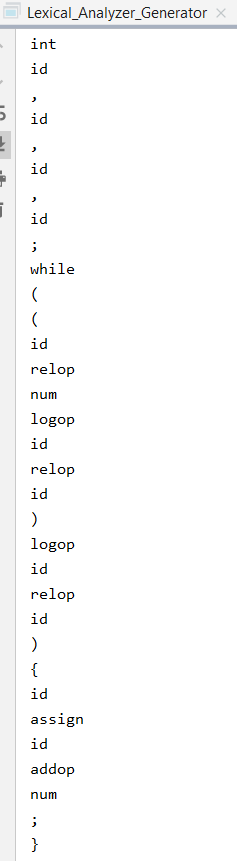 Lexical_Analyzer_Generator
int
id
,
id
,
id
,
id
;
while
(
(
id
relop
num
logop
id
relop
id
)
logop
id
relop
id
)
{
id
assign
id
addop
num
;
}